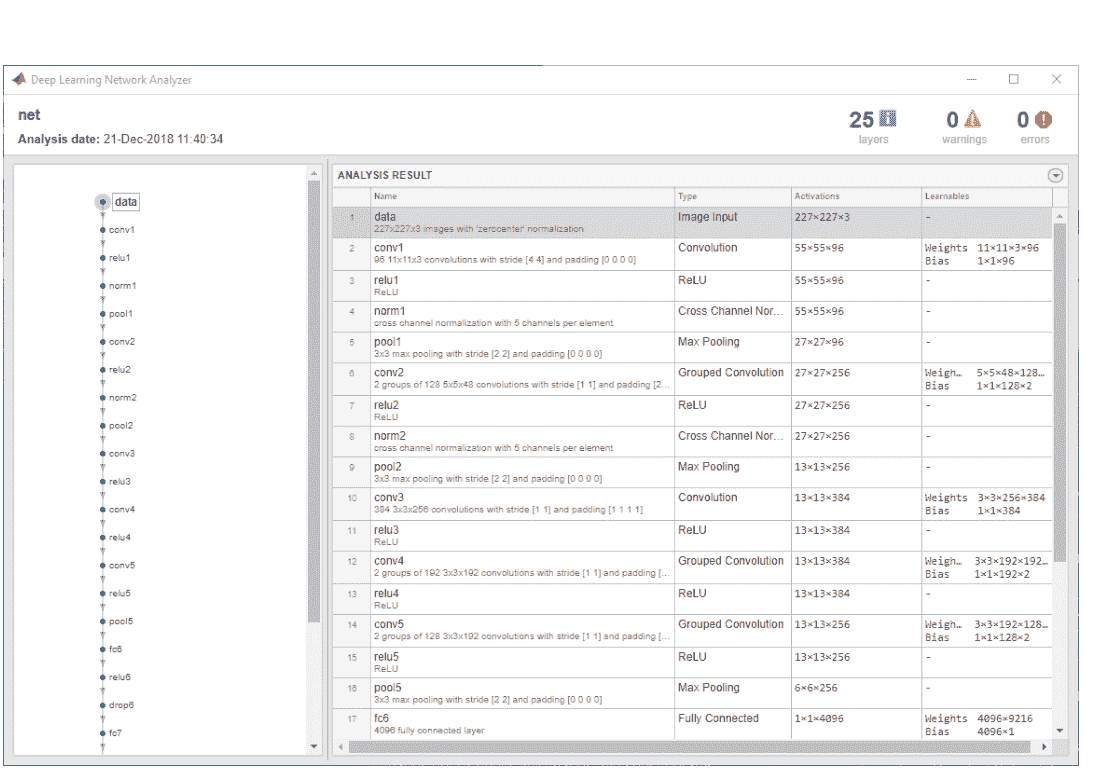 Deep Learning Network Analyzer
net
Analysis date: 21-Dec-2018 11:40:34
25 layers
0 warnings
0 errors
data
conv1
relu1
norm1
pool1
conv2
relu2
norm2
pool2
conv3
relu3
conv4
relu4
conv5
relu5
pool5
fc6
relu6
drop6
fc7
ANALYSIS RESULT
Name Type Activations Learnables
1 data Image Input 227×227×3 -
227x227x3 images with 'zerocenter' normalization
2 conv1 Convolution 55×55×96 Weights 11×11×3×96
96 11x11x3 convolutions with stride [4 4] and padding [0 0 0 0] Bias 1×1×96
3 relu1 ReLU 55×55×96 -
ReLU
4 norm1 Cross Channel Nor... 55×55×96 -
cross channel normalization with 5 channels per element
5 pool1 Max Pooling 27×27×96 -
3x3 max pooling with stride [2 2] and padding [0 0 0 0]
6 conv2 Grouped Convolution 27×27×256 Weigh... 5×5×48×128...
2 groups of 128 5x5x48 convolutions with stride [1 1] and padding [2... Bias 1×1×128×2
7 relu2 ReLU 27×27×256 -
ReLU
8 norm2 Cross Channel Nor... 27×27×256 -
cross channel normalization with 5 channels per element
9 pool2 Max Pooling 13×13×256 -
3x3 max pooling with stride [2 2] and padding [0 0 0 0]
10 conv3 Convolution 13×13×384 Weights 3×3×256×384
384 3x3x256 convolutions with stride [1 1] and padding [1 1 1 1] Bias 1×1×384
11 relu3 ReLU 13×13×384 -
ReLU
12 conv4 Grouped Convolution 13×13×384 Weigh... 3×3×192×192...
2 groups of 192 3x3x192 convolutions with stride [1 1] and padding [... Bias 1×1×192×2
13 relu4 ReLU 13×13×384 -
ReLU
14 conv5 Grouped Convolution 13×13×256 Weigh... 3×3×192×128...
2 groups of 128 3x3x192 convolutions with stride [1 1] and padding [... Bias 1×1×128×2
15 relu5 ReLU 13×13×256 -
ReLU
16 pool5 Max Pooling 6×6×256 -
3x3 max pooling with stride [2 2] and padding [0 0 0 0]
17 fc6 Fully Connected 1×1×4096 Weights 4096×9216
4096 fully connected layer Bias 4096×1